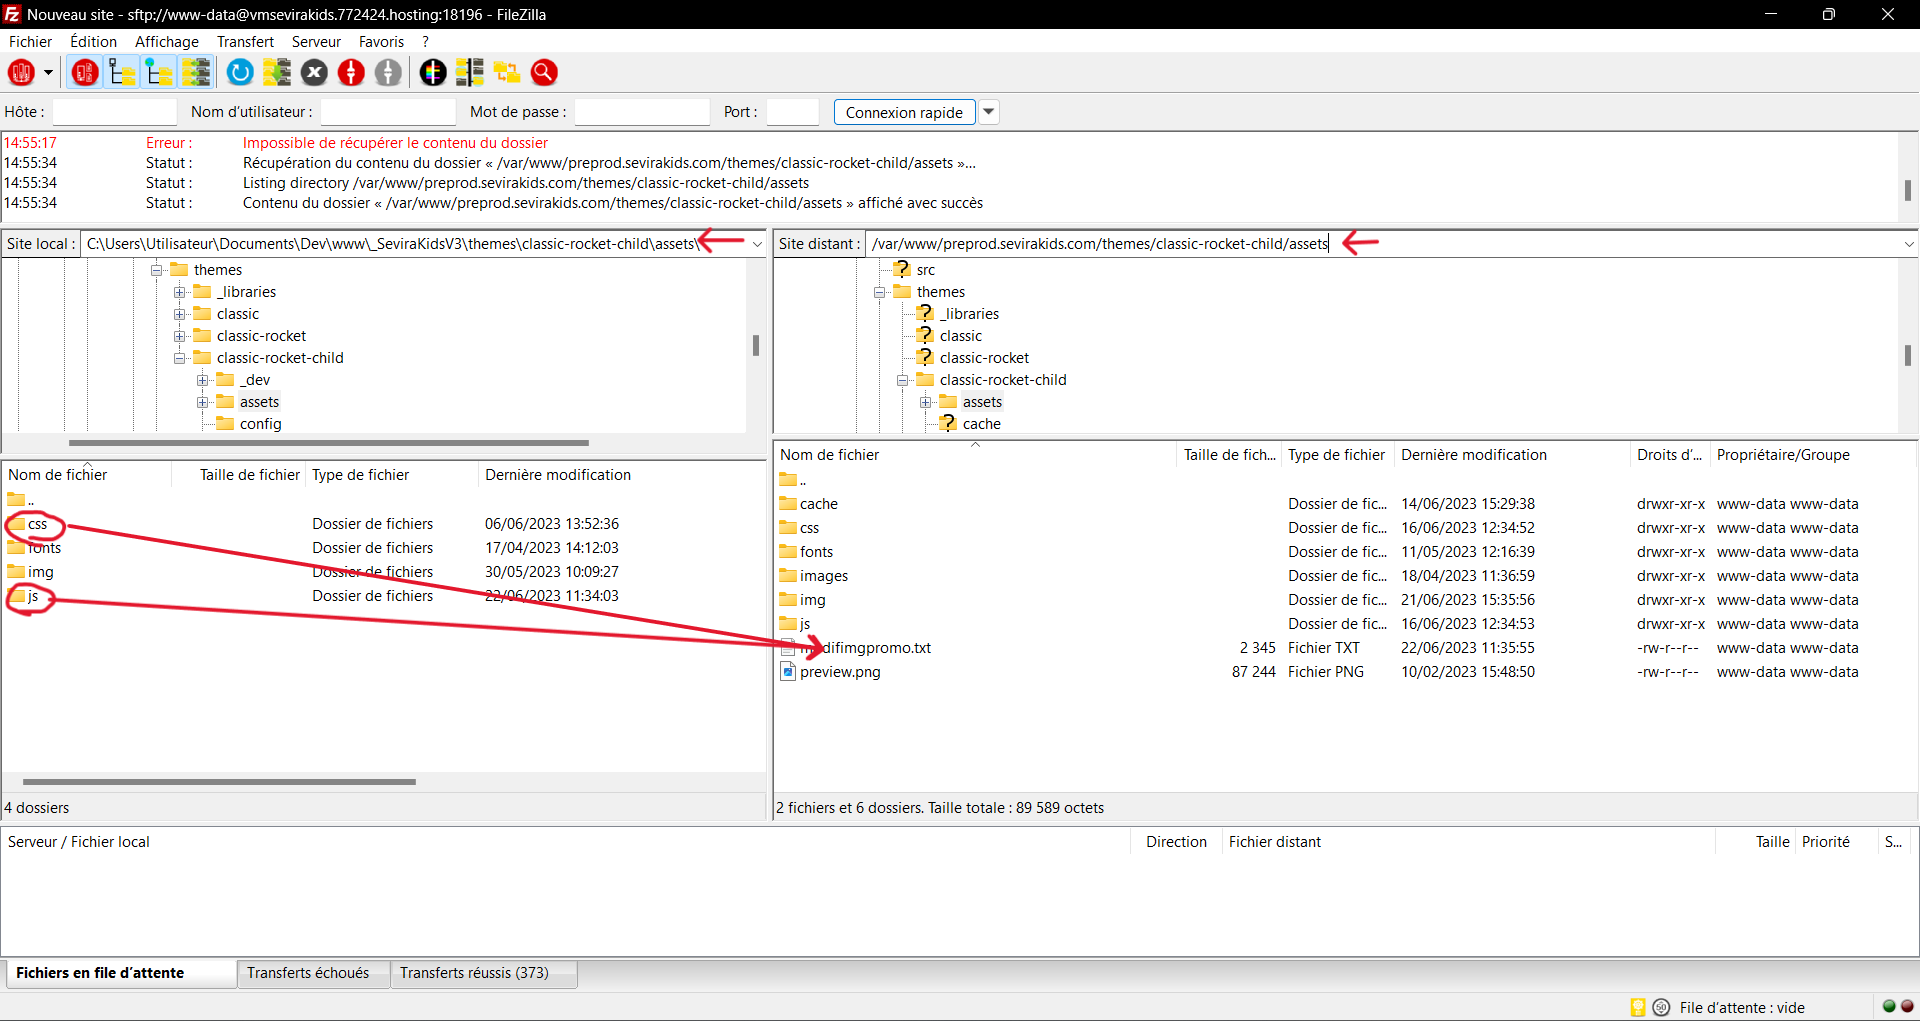 Nouveau site - sftp://www-data@vmsevirakids.772424.hosting:18196 - FileZilla
Fichier Édition Affichage Transfert Serveur Favoris ?
Hôte : Nom d'utilisateur : Mot de passe : Port : Connexion rapide
14:55:17 Erreur : Impossible de récupérer le contenu du dossier
14:55:34 Statut : Récupération du contenu du dossier « /var/www/preprod.sevirakids.com/themes/classic-rocket-child/assets »...
14:55:34 Statut : Listing directory /var/www/preprod.sevirakids.com/themes/classic-rocket-child/assets
14:55:34 Statut : Contenu du dossier « /var/www/preprod.sevirakids.com/themes/classic-rocket-child/assets » affiché avec succès
Site local : C:\Users\Utilisateur\Documents\Dev\www\_SeviraKidsV3\themes\classic-rocket-child\assets\
themes
_libraries
classic
classic-rocket
classic-rocket-child
_dev
assets
config
Nom de fichier Taille de fichier Type de fichier Dernière modification
..
css Dossier de fichiers 06/06/2023 13:52:36
fonts Dossier de fichiers 17/04/2023 14:12:03
img Dossier de fichiers 30/05/2023 10:09:27
js Dossier de fichiers 22/06/2023 11:34:03
4 dossiers
Site distant : /var/www/preprod.sevirakids.com/themes/classic-rocket-child/assets
? src
themes
? _libraries
? classic
? classic-rocket
classic-rocket-child
assets
? cache
Nom de fichier Taille de fich... Type de fichier Dernière modification Droits d'... Propriétaire/Groupe
..
cache Dossier de fic... 14/06/2023 15:29:38 drwxr-xr-x www-data www-data
css Dossier de fic... 16/06/2023 12:34:52 drwxr-xr-x www-data www-data
fonts Dossier de fic... 11/05/2023 12:16:39 drwxr-xr-x www-data www-data
images Dossier de fic... 18/04/2023 11:36:59 drwxr-xr-x www-data www-data
img Dossier de fic... 21/06/2023 15:35:56 drwxr-xr-x www-data www-data
js Dossier de fic... 16/06/2023 12:34:53 drwxr-xr-x www-data www-data
modifimgpromo.txt 2 345 Fichier TXT 22/06/2023 11:35:55 -rw-r--r-- www-data www-data
preview.png 87 244 Fichier PNG 10/02/2023 15:48:50 -rw-r--r-- www-data www-data
2 fichiers et 6 dossiers. Taille totale : 89 589 octets
Serveur / Fichier local Direction Fichier distant Taille Priorité S...
Fichiers en file d'attente Transferts échoués Transferts réussis (373)
File d'attente : vide